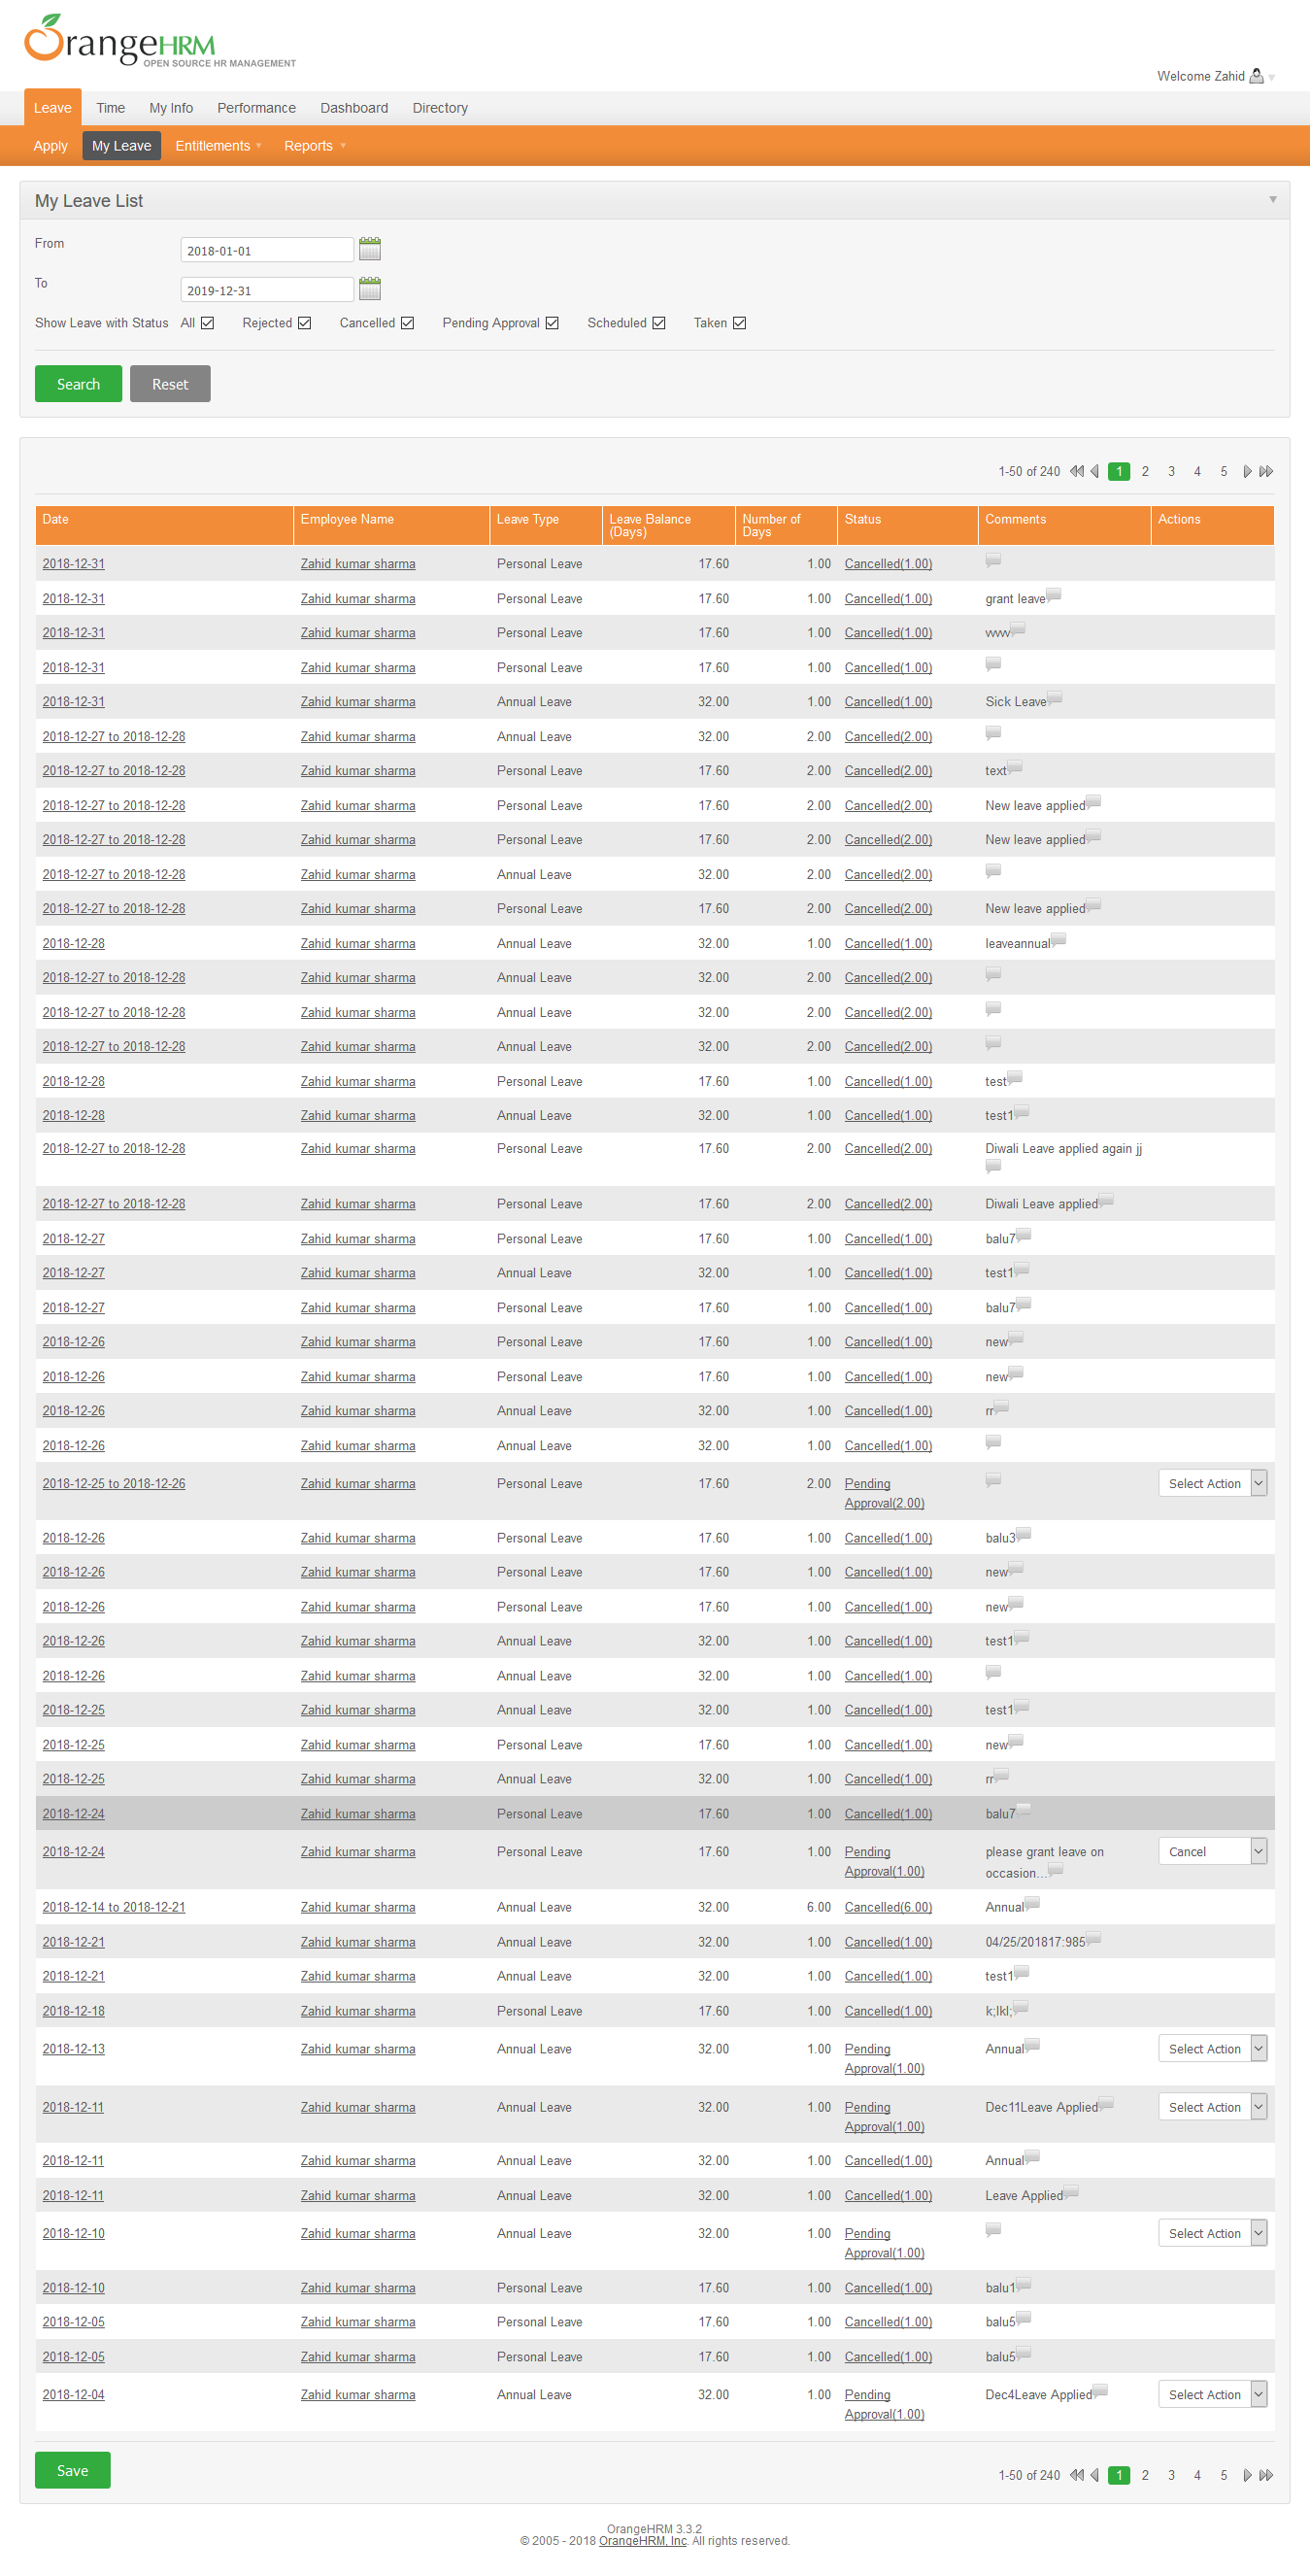 OrangeHRM
OPEN SOURCE HR MANAGEMENT
Welcome Zahid
Leave Time My Info Performance Dashboard Directory
Apply My Leave Entitlements Reports
My Leave List
From 2018-01-01
To 2019-12-31
Show Leave with Status All Rejected Cancelled Pending Approval Scheduled Taken
Search Reset
1-50 of 240 1 2 3 4 5
Date Employee Name Leave Type Leave Balance (Days) Number of Days Status Comments Actions
2018-12-31 Zahid kumar sharma Personal Leave 17.60 1.00 Cancelled(1.00)
2018-12-31 Zahid kumar sharma Personal Leave 17.60 1.00 Cancelled(1.00) grant leave
2018-12-31 Zahid kumar sharma Personal Leave 17.60 1.00 Cancelled(1.00)
2018-12-31 Zahid kumar sharma Personal Leave 17.60 1.00 Cancelled(1.00)
2018-12-31 Zahid kumar sharma Annual Leave 32.00 1.00 Cancelled(1.00) Sick Leave
2018-12-27 to 2018-12-28 Zahid kumar sharma Annual Leave 32.00 2.00 Cancelled(2.00)
2018-12-27 to 2018-12-28 Zahid kumar sharma Personal Leave 17.60 2.00 Cancelled(2.00) text
2018-12-27 to 2018-12-28 Zahid kumar sharma Personal Leave 17.60 2.00 Cancelled(2.00) New leave applied
2018-12-27 to 2018-12-28 Zahid kumar sharma Personal Leave 17.60 2.00 Cancelled(2.00) New leave applied
2018-12-27 to 2018-12-28 Zahid kumar sharma Annual Leave 32.00 2.00 Cancelled(2.00)
2018-12-27 to 2018-12-28 Zahid kumar sharma Personal Leave 17.60 2.00 Cancelled(2.00) New leave applied
2018-12-28 Zahid kumar sharma Annual Leave 32.00 1.00 Cancelled(1.00) leaveannual
2018-12-27 to 2018-12-28 Zahid kumar sharma Annual Leave 32.00 2.00 Cancelled(2.00)
2018-12-27 to 2018-12-28 Zahid kumar sharma Annual Leave 32.00 2.00 Cancelled(2.00)
2018-12-27 to 2018-12-28 Zahid kumar sharma Annual Leave 32.00 2.00 Cancelled(2.00)
2018-12-28 Zahid kumar sharma Personal Leave 17.60 1.00 Cancelled(1.00) test
2018-12-28 Zahid kumar sharma Annual Leave 32.00 1.00 Cancelled(1.00) test1
2018-12-27 to 2018-12-28 Zahid kumar sharma Personal Leave 17.60 2.00 Cancelled(2.00) Diwali Leave applied again jj
2018-12-27 to 2018-12-28 Zahid kumar sharma Personal Leave 17.60 2.00 Cancelled(2.00) Diwali Leave applied
2018-12-27 Zahid kumar sharma Personal Leave 17.60 1.00 Cancelled(1.00) balu7
2018-12-27 Zahid kumar sharma Annual Leave 32.00 1.00 Cancelled(1.00) test1
2018-12-27 Zahid kumar sharma Personal Leave 17.60 1.00 Cancelled(1.00) balu7
2018-12-26 Zahid kumar sharma Personal Leave 17.60 1.00 Cancelled(1.00) new
2018-12-26 Zahid kumar sharma Personal Leave 17.60 1.00 Cancelled(1.00) new
2018-12-26 Zahid kumar sharma Annual Leave 32.00 1.00 Cancelled(1.00) rr
2018-12-26 Zahid kumar sharma Annual Leave 32.00 1.00 Cancelled(1.00)
2018-12-25 to 2018-12-26 Zahid kumar sharma Personal Leave 17.60 2.00 Pending Select Action
Approval(2.00)
2018-12-26 Zahid kumar sharma Personal Leave 17.60 1.00 Cancelled(1.00) balu3
2018-12-26 Zahid kumar sharma Personal Leave 17.60 1.00 Cancelled(1.00) new
2018-12-26 Zahid kumar sharma Personal Leave 17.60 1.00 Cancelled(1.00) new
2018-12-26 Zahid kumar sharma Annual Leave 32.00 1.00 Cancelled(1.00) test1
2018-12-26 Zahid kumar sharma Annual Leave 32.00 1.00 Cancelled(1.00)
2018-12-25 Zahid kumar sharma Annual Leave 32.00 1.00 Cancelled(1.00) test1
2018-12-25 Zahid kumar sharma Personal Leave 17.60 1.00 Cancelled(1.00) new
2018-12-25 Zahid kumar sharma Annual Leave 32.00 1.00 Cancelled(1.00) rr
2018-12-24 Zahid kumar sharma Personal Leave 17.60 1.00 Cancelled(1.00) balu7
2018-12-24 Zahid kumar sharma Personal Leave 17.60 1.00 Pending please grant leave on Cancel
Approval(1.00) occasion...
2018-12-14 to 2018-12-21 Zahid kumar sharma Annual Leave 32.00 6.00 Cancelled(6.00) Annual
2018-12-21 Zahid kumar sharma Annual Leave 32.00 1.00 Cancelled(1.00) 04/25/201817:985
2018-12-21 Zahid kumar sharma Annual Leave 32.00 1.00 Cancelled(1.00) test1
2018-12-18 Zahid kumar sharma Personal Leave 17.60 1.00 Cancelled(1.00) k;lkl;
2018-12-13 Zahid kumar sharma Annual Leave 32.00 1.00 Pending Annual Select Action
Approval(1.00)
2018-12-11 Zahid kumar sharma Annual Leave 32.00 1.00 Pending Dec11Leave Applied Select Action
Approval(1.00)
2018-12-11 Zahid kumar sharma Annual Leave 32.00 1.00 Cancelled(1.00) Annual
2018-12-11 Zahid kumar sharma Annual Leave 32.00 1.00 Cancelled(1.00) Leave Applied
2018-12-10 Zahid kumar sharma Annual Leave 32.00 1.00 Pending Select Action
Approval(1.00)
2018-12-10 Zahid kumar sharma Personal Leave 17.60 1.00 Cancelled(1.00) balu1
2018-12-05 Zahid kumar sharma Personal Leave 17.60 1.00 Cancelled(1.00) balu5
2018-12-05 Zahid kumar sharma Personal Leave 17.60 1.00 Cancelled(1.00) balu5
2018-12-04 Zahid kumar sharma Annual Leave 32.00 1.00 Pending Dec4Leave Applied Select Action
Approval(1.00)
Save 1-50 of 240 1 2 3 4 5
OrangeHRM 3.3.2
© 2005 - 2018 OrangeHRM, Inc. All rights reserved.